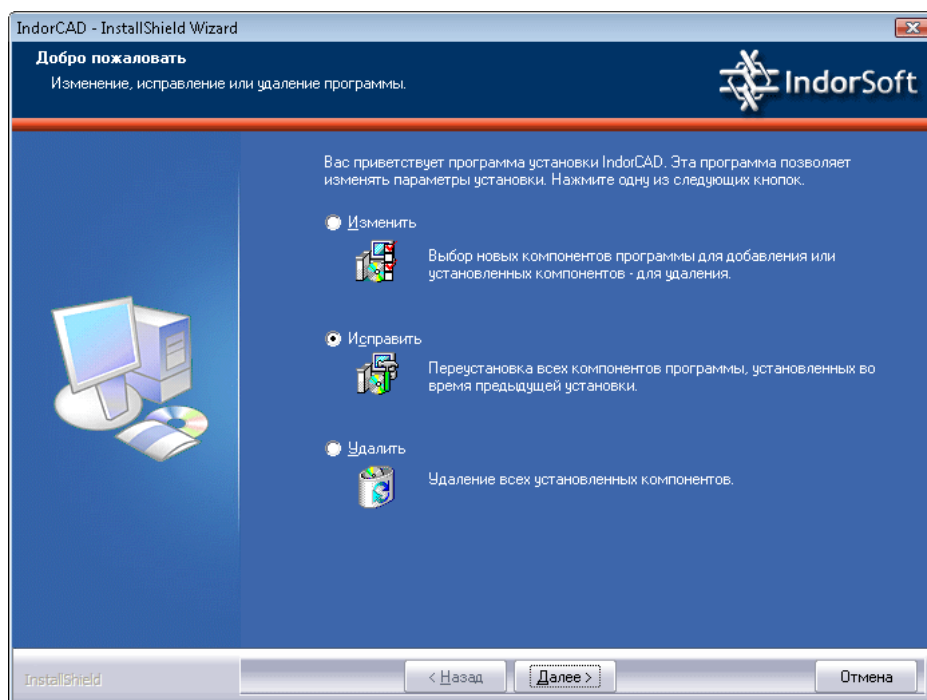 IndorCAD - InstallShield Wizard
Добро пожаловать
Изменение, исправление или удаление программы.
IndorSoft
Вас приветствует программа установки IndorCAD. Эта программа позволяет
изменять параметры установки. Нажмите одну из следующих кнопок.
Изменить
Выбор новых компонентов программы для добавления или
установленных компонентов - для удаления.
Исправить
Переустановка всех компонентов программы, установленных во
время предыдущей установки.
Удалить
Удаление всех установленных компонентов.
InstallShield
< Назад
Далее >
Отмена